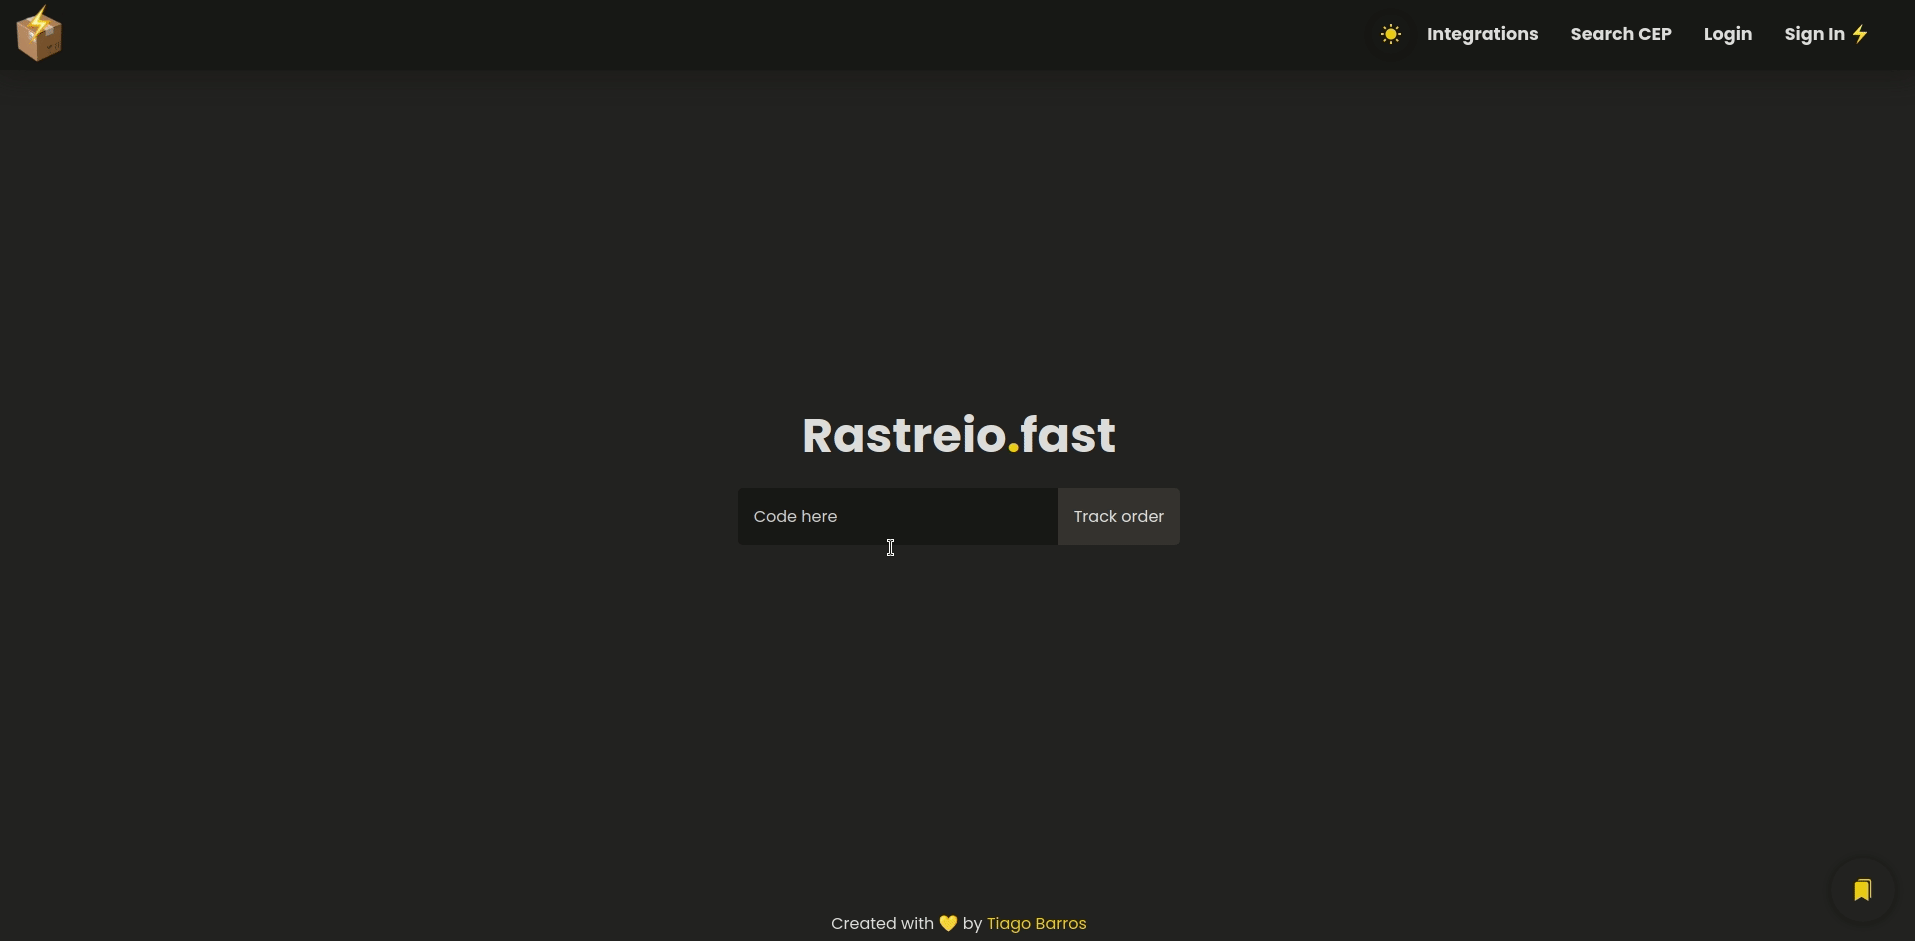 Integrations Search CEP Login Sign In ⚡
Rastreio.fast
Code here Track order
Created with 💛 by Tiago Barros